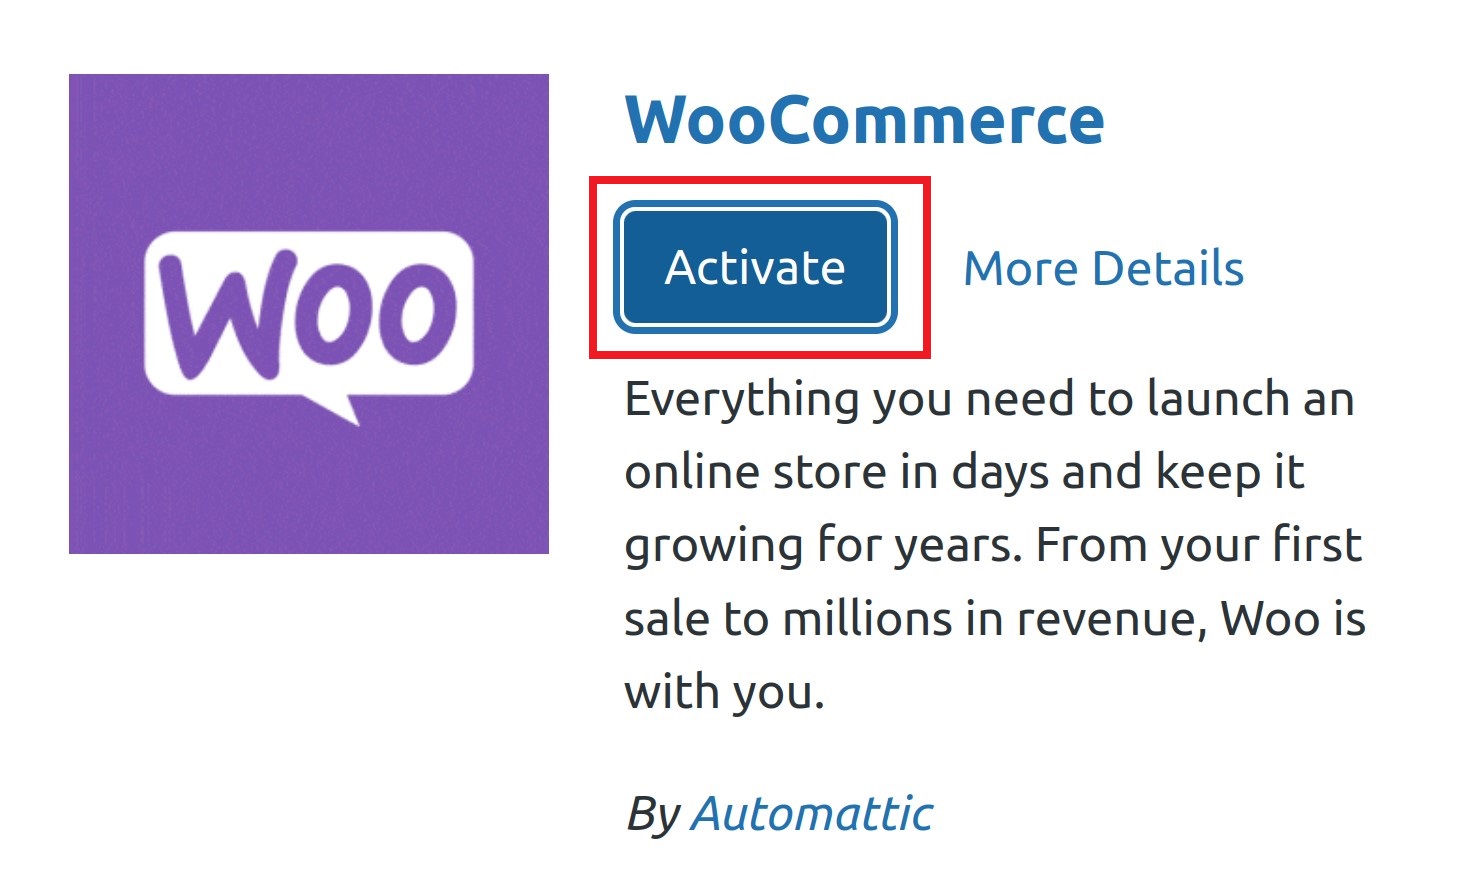 Woo
WooCommerce
Activate
More Details
Everything you need to launch an
online store in days and keep it
growing for years. From your first
sale to millions in revenue, Woo is
with you.
By Automattic